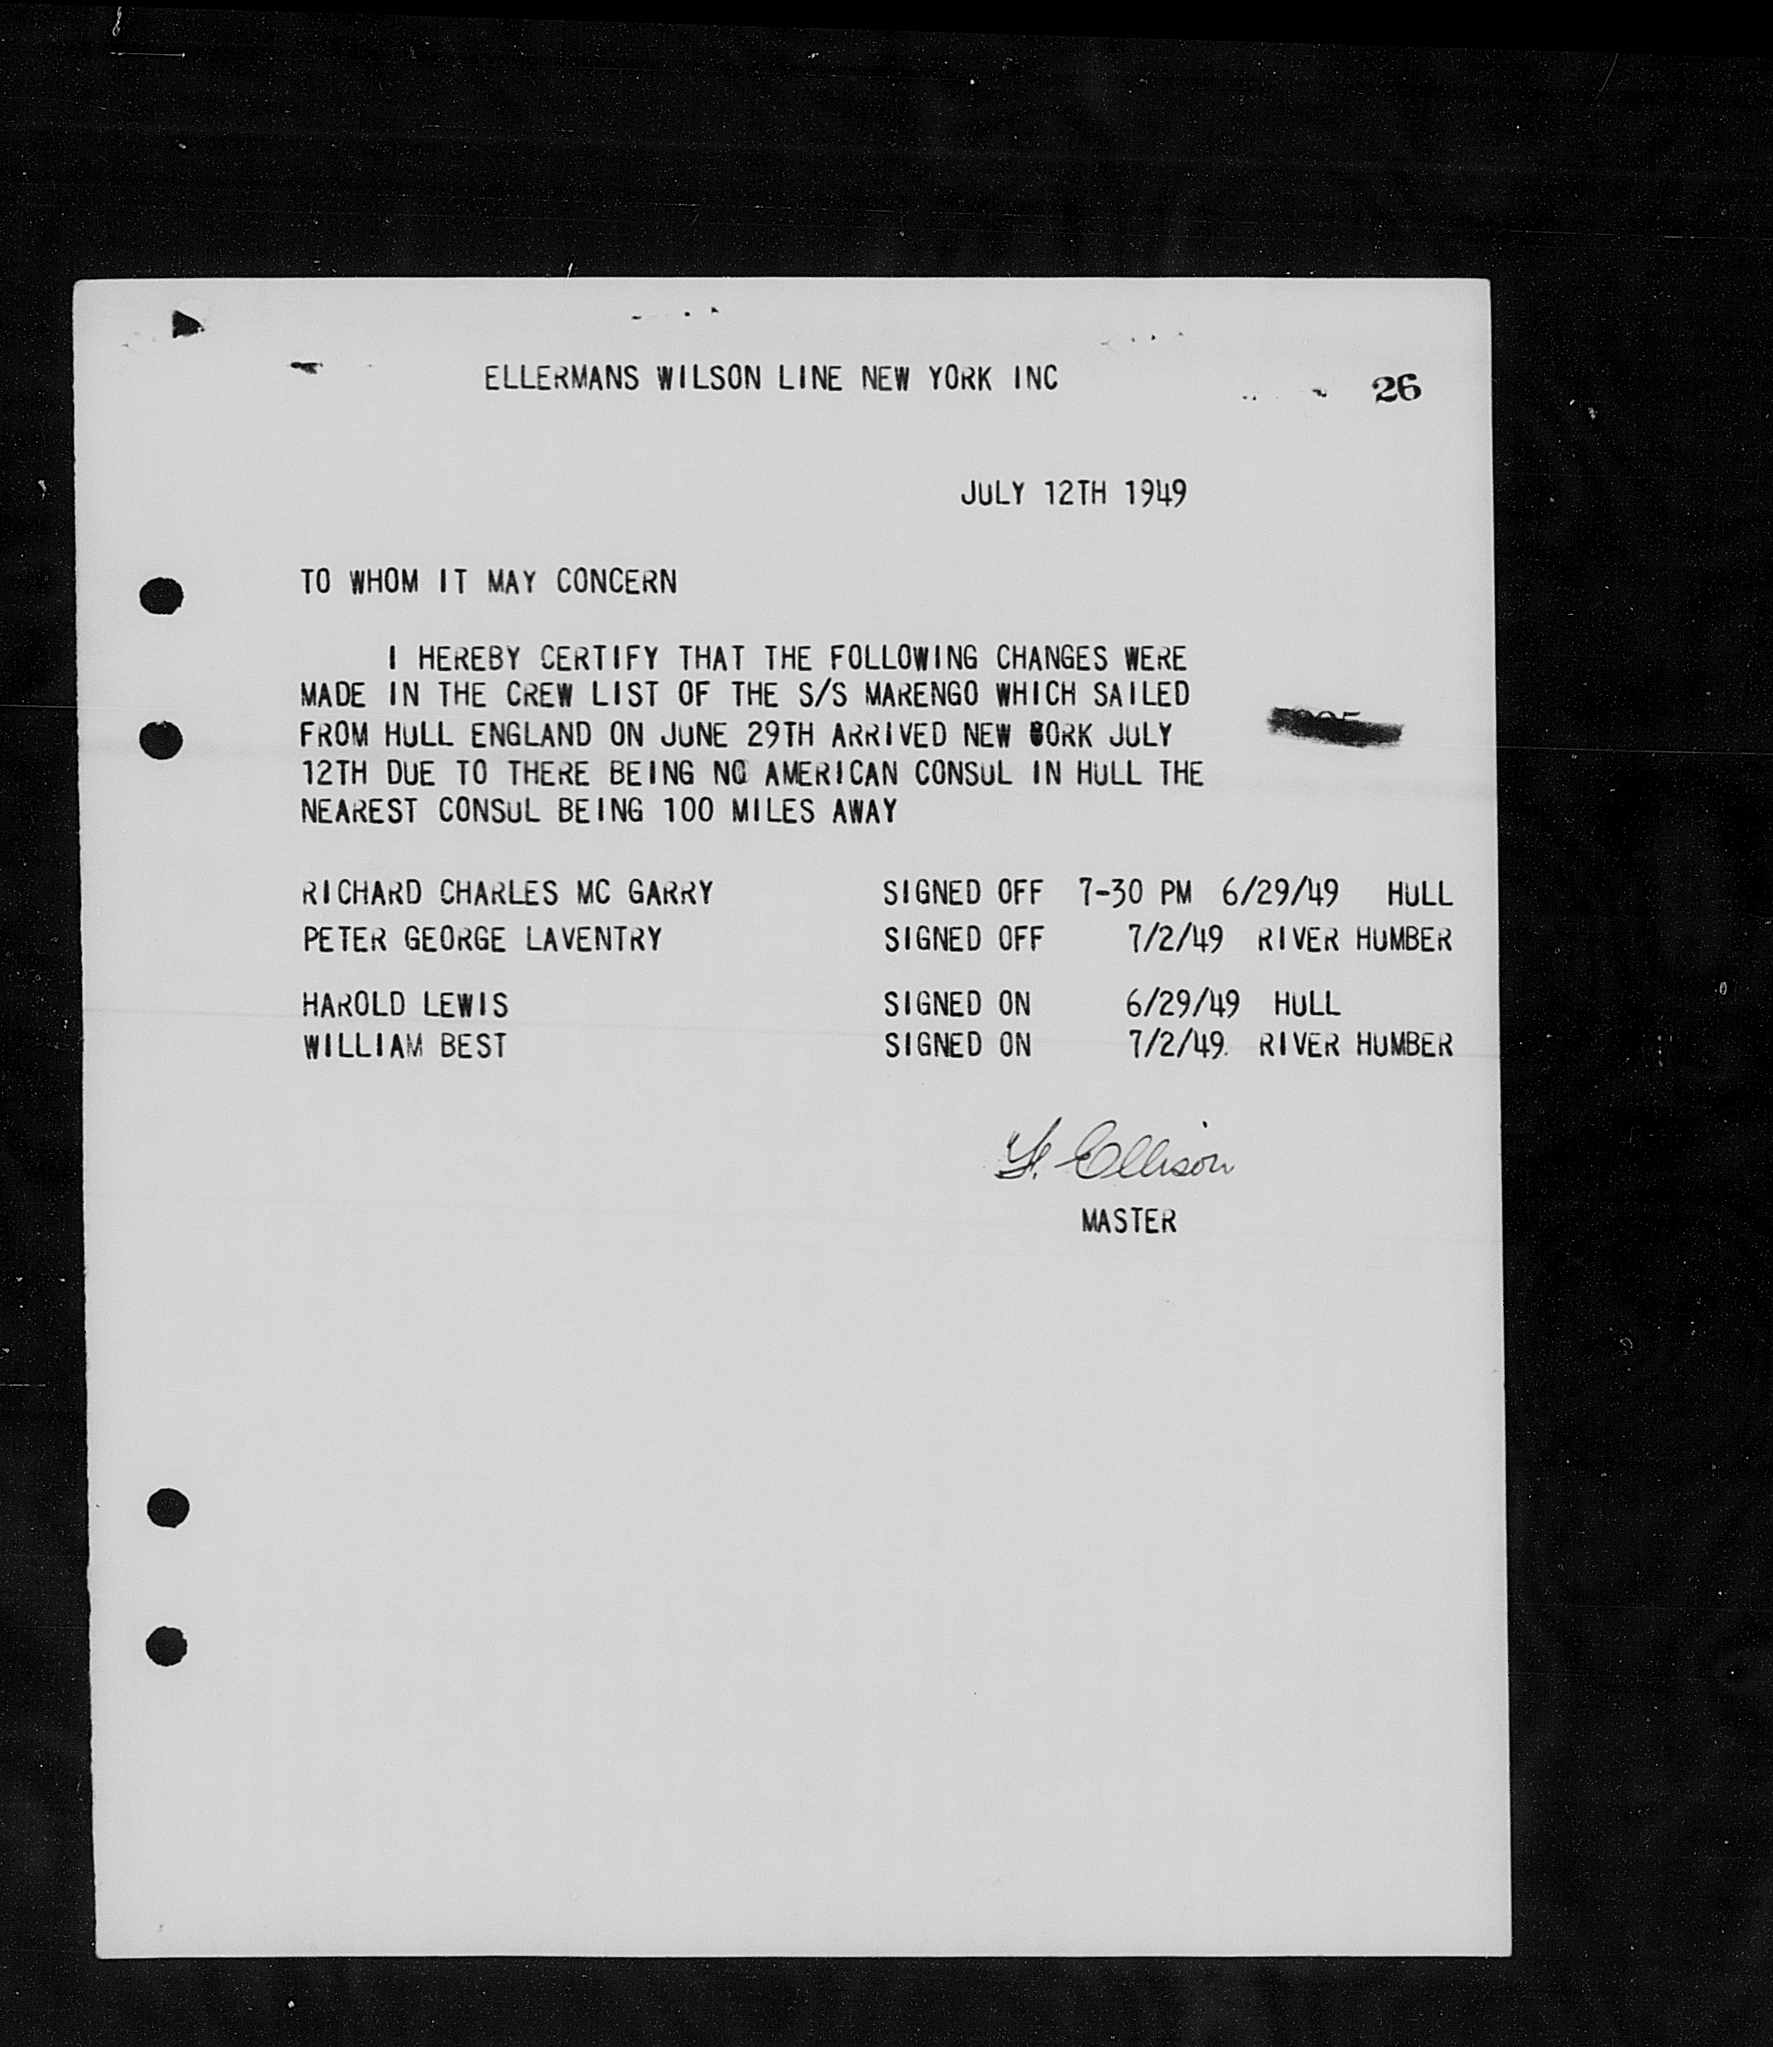 ELLERMANS WILSON LINE NEW YORK INC
26
JULY 12TH 1949
TO WHOM IT MAY CONCERN
I HEREBY CERTIFY THAT THE FOLLOWING CHANGES WERE
MADE IN THE CREW LIST OF THE S/S MARENGO WHICH SAILED
FROM HULL ENGLAND ON JUNE 29TH ARRIVED NEW YORK JULY
12TH DUE TO THERE BEING NO AMERICAN CONSUL IN HULL THE
NEAREST CONSUL BEING 100 MILES AWAY
RICHARD CHARLES MC GARRY SIGNED OFF 7-30 PM 6/29/49 HULL
PETER GEORGE LAVENTRY SIGNED OFF 7/2/49 RIVER HUMBER
HAROLD LEWIS SIGNED ON 6/29/49 HULL
WILLIAM BEST SIGNED ON 7/2/49. RIVER HUMBER
Ellison
MASTER